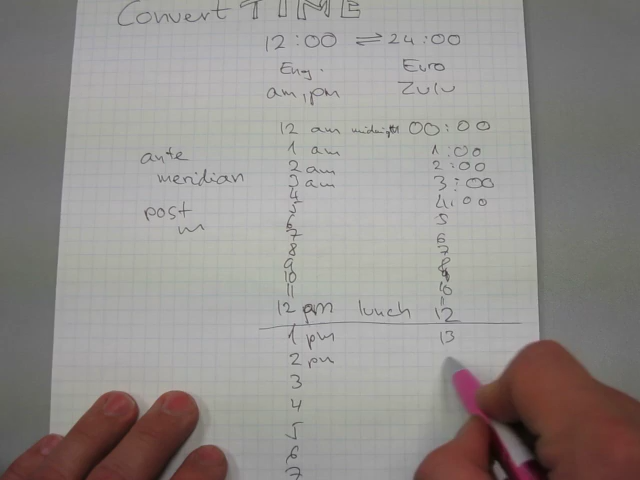 Convert TIME
12:00 ⇌ 24:00
Eng. Euro
am, pm Zulu
12 am midnight 00:00
1 am 1:00
ante
2 am 2:00
meridian
3 am 3:00
4 4:00
5 5
post
m
6 6
7 7
8 8
9 9
10 10
11 11
12 pm lunch 12
1 pm 13
2 pm
3
4
5
6
7